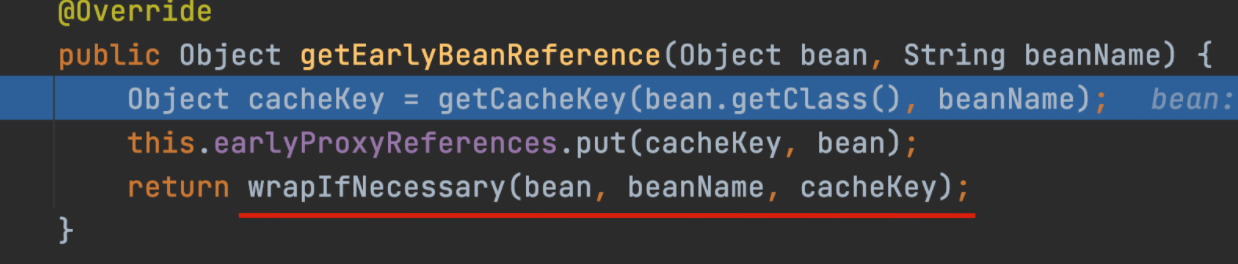 @Override
public Object getEarlyBeanReference(Object bean, String beanName) {
Object cacheKey = getCacheKey(bean.getClass(), beanName); bean:
this.earlyProxyReferences.put(cacheKey, bean);
return wrapIfNecessary(bean, beanName, cacheKey);
}